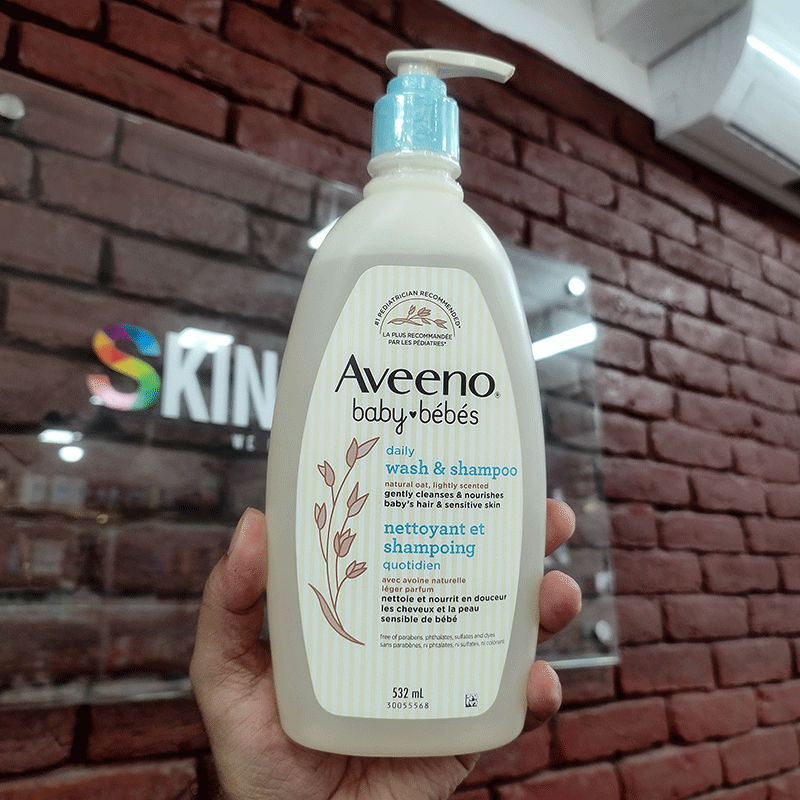 #1 PEDIATRICIAN RECOMMENDED*
LA PLUS RECOMMANDÉE
PAR LES PÉDIATRES*
Aveeno®
baby♥bébés
daily
wash & shampoo
natural oat, lightly scented
gently cleanses & nourishes
baby's hair & sensitive skin
nettoyant et
shampoing
quotidien
avec avoine naturelle
léger parfum
nettoie et nourrit en douceur
les cheveux et la peau
sensible de bébé
free of parabens, phthalates, sulfates and dyes
sans parabènes, ni phtalates, ni sulfates, ni colorant
532 mL
30055568
SKIN
WE